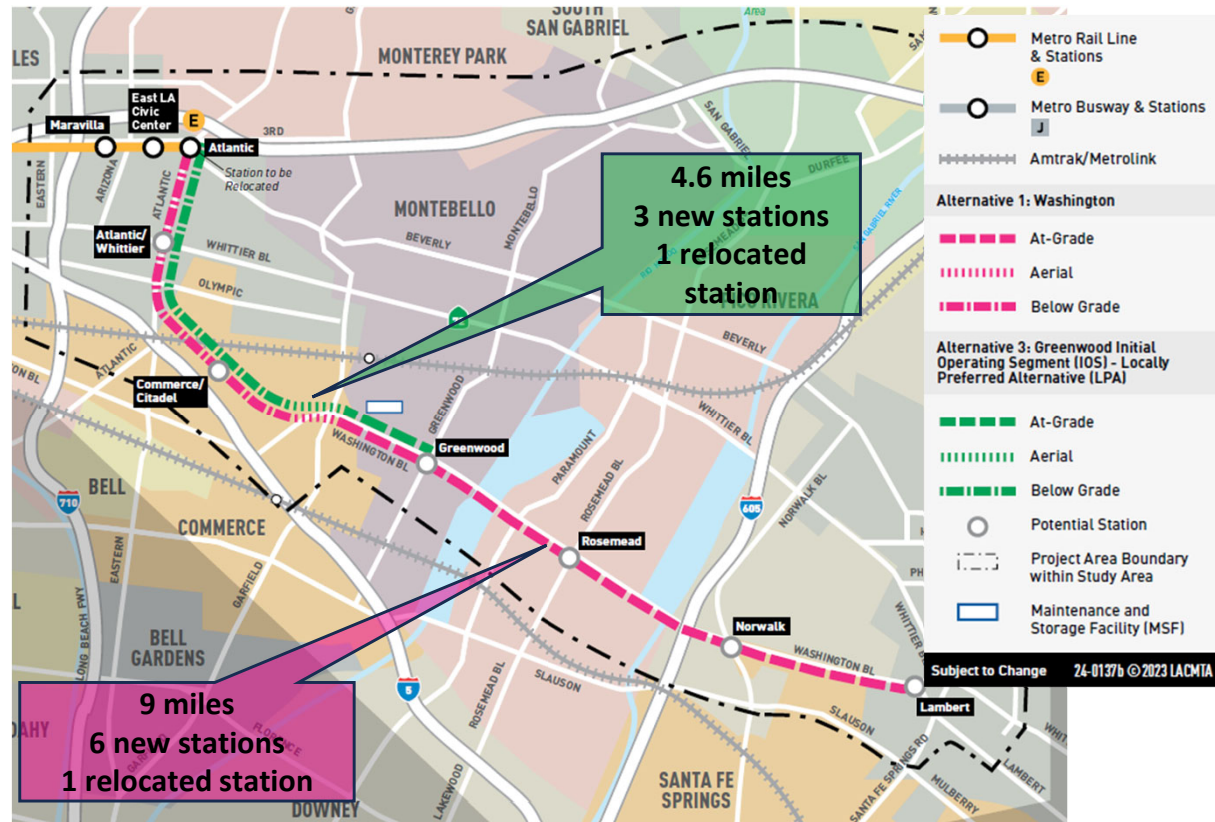 SOUTH
SAN GABRIEL
MONTEREY PARK
LES
East LA
Civic
Center
E
Maravilla
Atlantic
3RD
Station to be
Relocated
EASTERN
ARIZONA
ATLANTIC
Atlantic/
Whittier
WHITTIER BL
OLYMPIC
MONTEBELLO
BEVERLY
MONTEBELLO
SAN GABRIEL
DURFEE
SAN GABRIEL RIVER
4.6 miles
3 new stations
1 relocated
station
PICO RIVERA
BEVERLY
ATLANTIC
Commerce/
Citadel
WASHINGTON BL
GREENWOOD
Greenwood
WHITTIER BL
PARAMOUNT
ROSEMEAD BL
NORWALK BL
605
710
BELL
COMMERCE
EASTERN
GARFIELD
Rosemead
LONG BEACH FWY
BELL
GARDENS
Norwalk
WASHINGTON BL
WHITTIER BL
Lambert
SLAUSON
SLAUSON
ROSEMEAD BL
5
9 miles
6 new stations
1 relocated station
FLORENCE
LAKEWOOD
DOWNEY
SANTA FE
SPRINGS
SANTA FE SPRINGS RD
MULBERRY
LAMBERT
Metro Rail Line
& Stations
E
Metro Busway & Stations
J
Amtrak/Metrolink
Alternative 1: Washington
At-Grade
Aerial
Below Grade
Alternative 3: Greenwood Initial
Operating Segment (IOS) - Locally
Preferred Alternative (LPA)
At-Grade
Aerial
Below Grade
Potential Station
Project Area Boundary
within Study Area
Maintenance and
Storage Facility (MSF)
Subject to Change 24-0137b ©2023 LACMTA